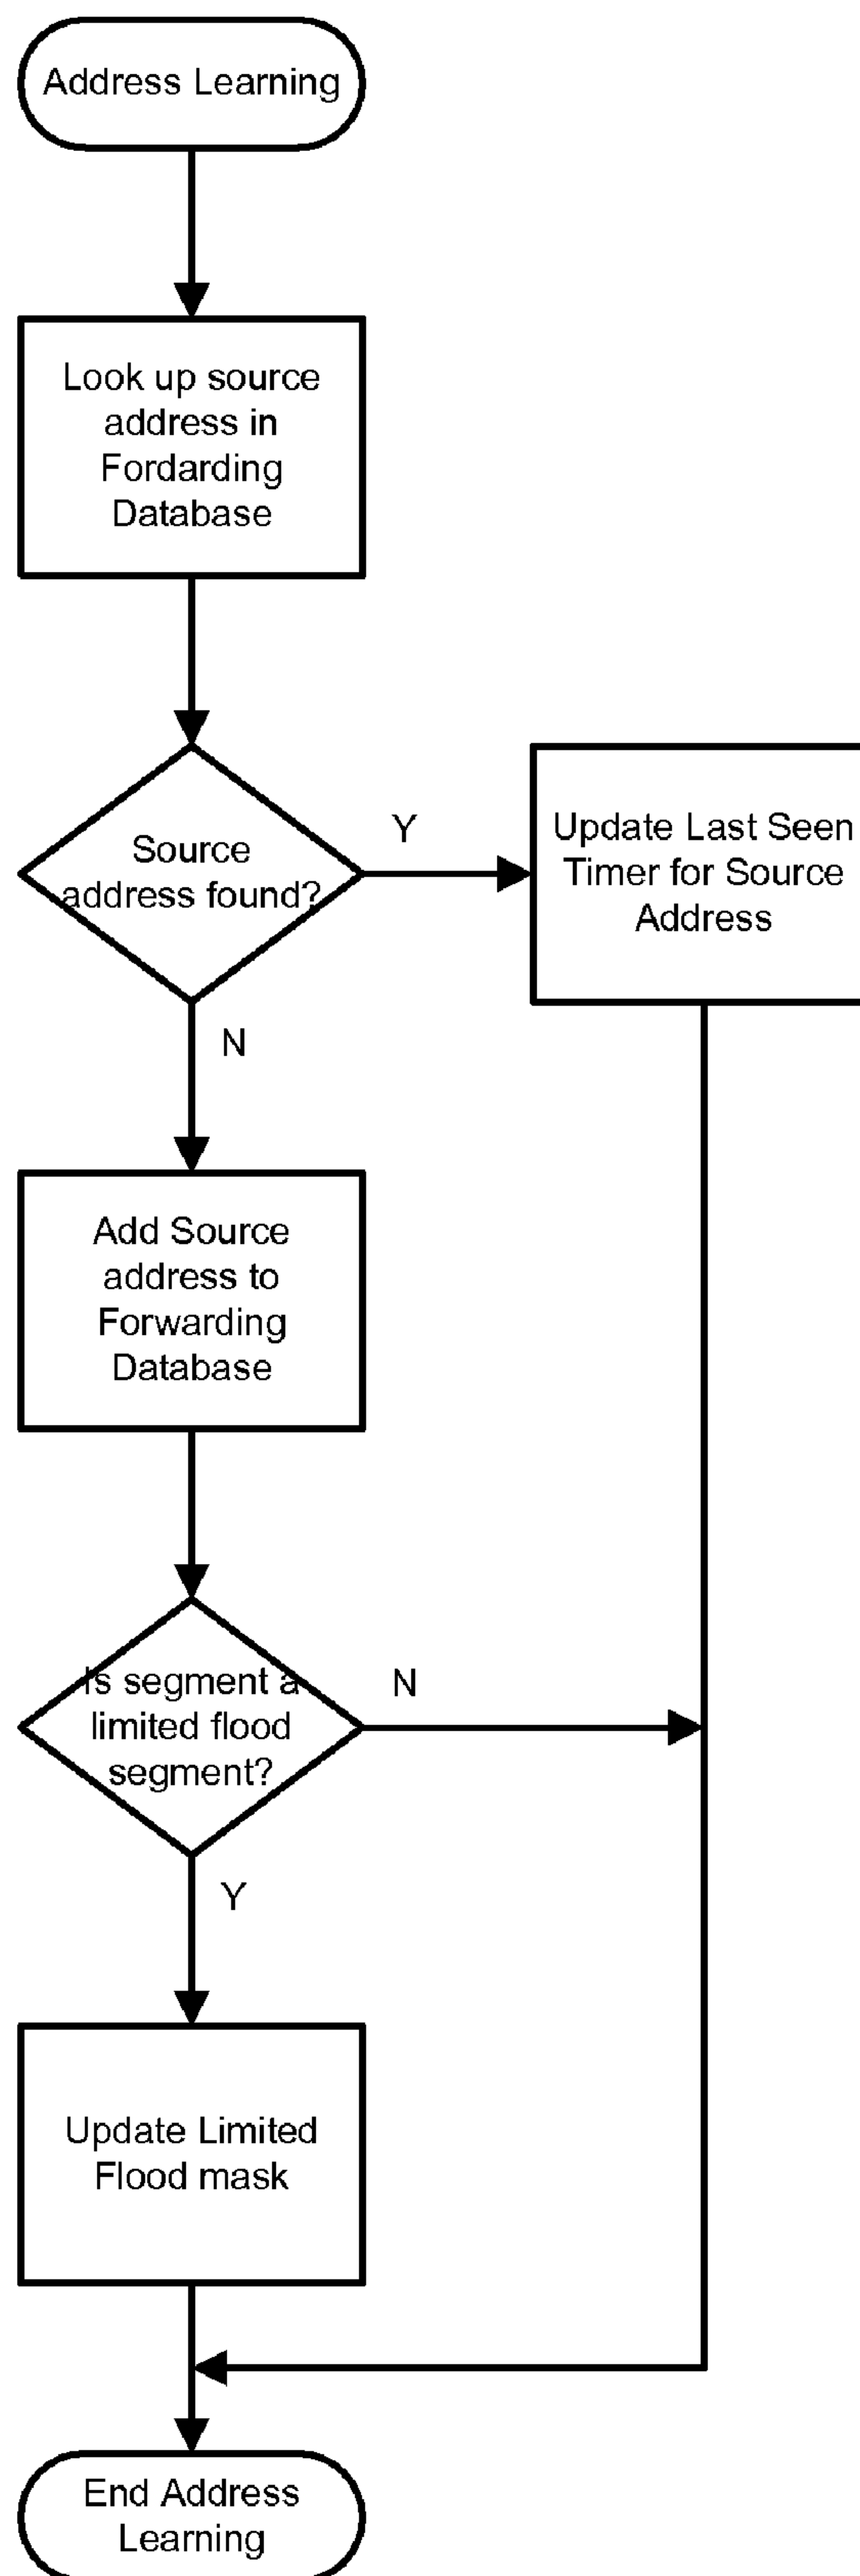 Address Learning
Look up source
address in
Fordarding
Database
Source
address found?
Y
Update Last Seen
Timer for Source
Address
N
Add Source
address to
Forwarding
Database
Is segment a
limited flood
segment?
N
Y
Update Limited
Flood mask
End Address
Learning